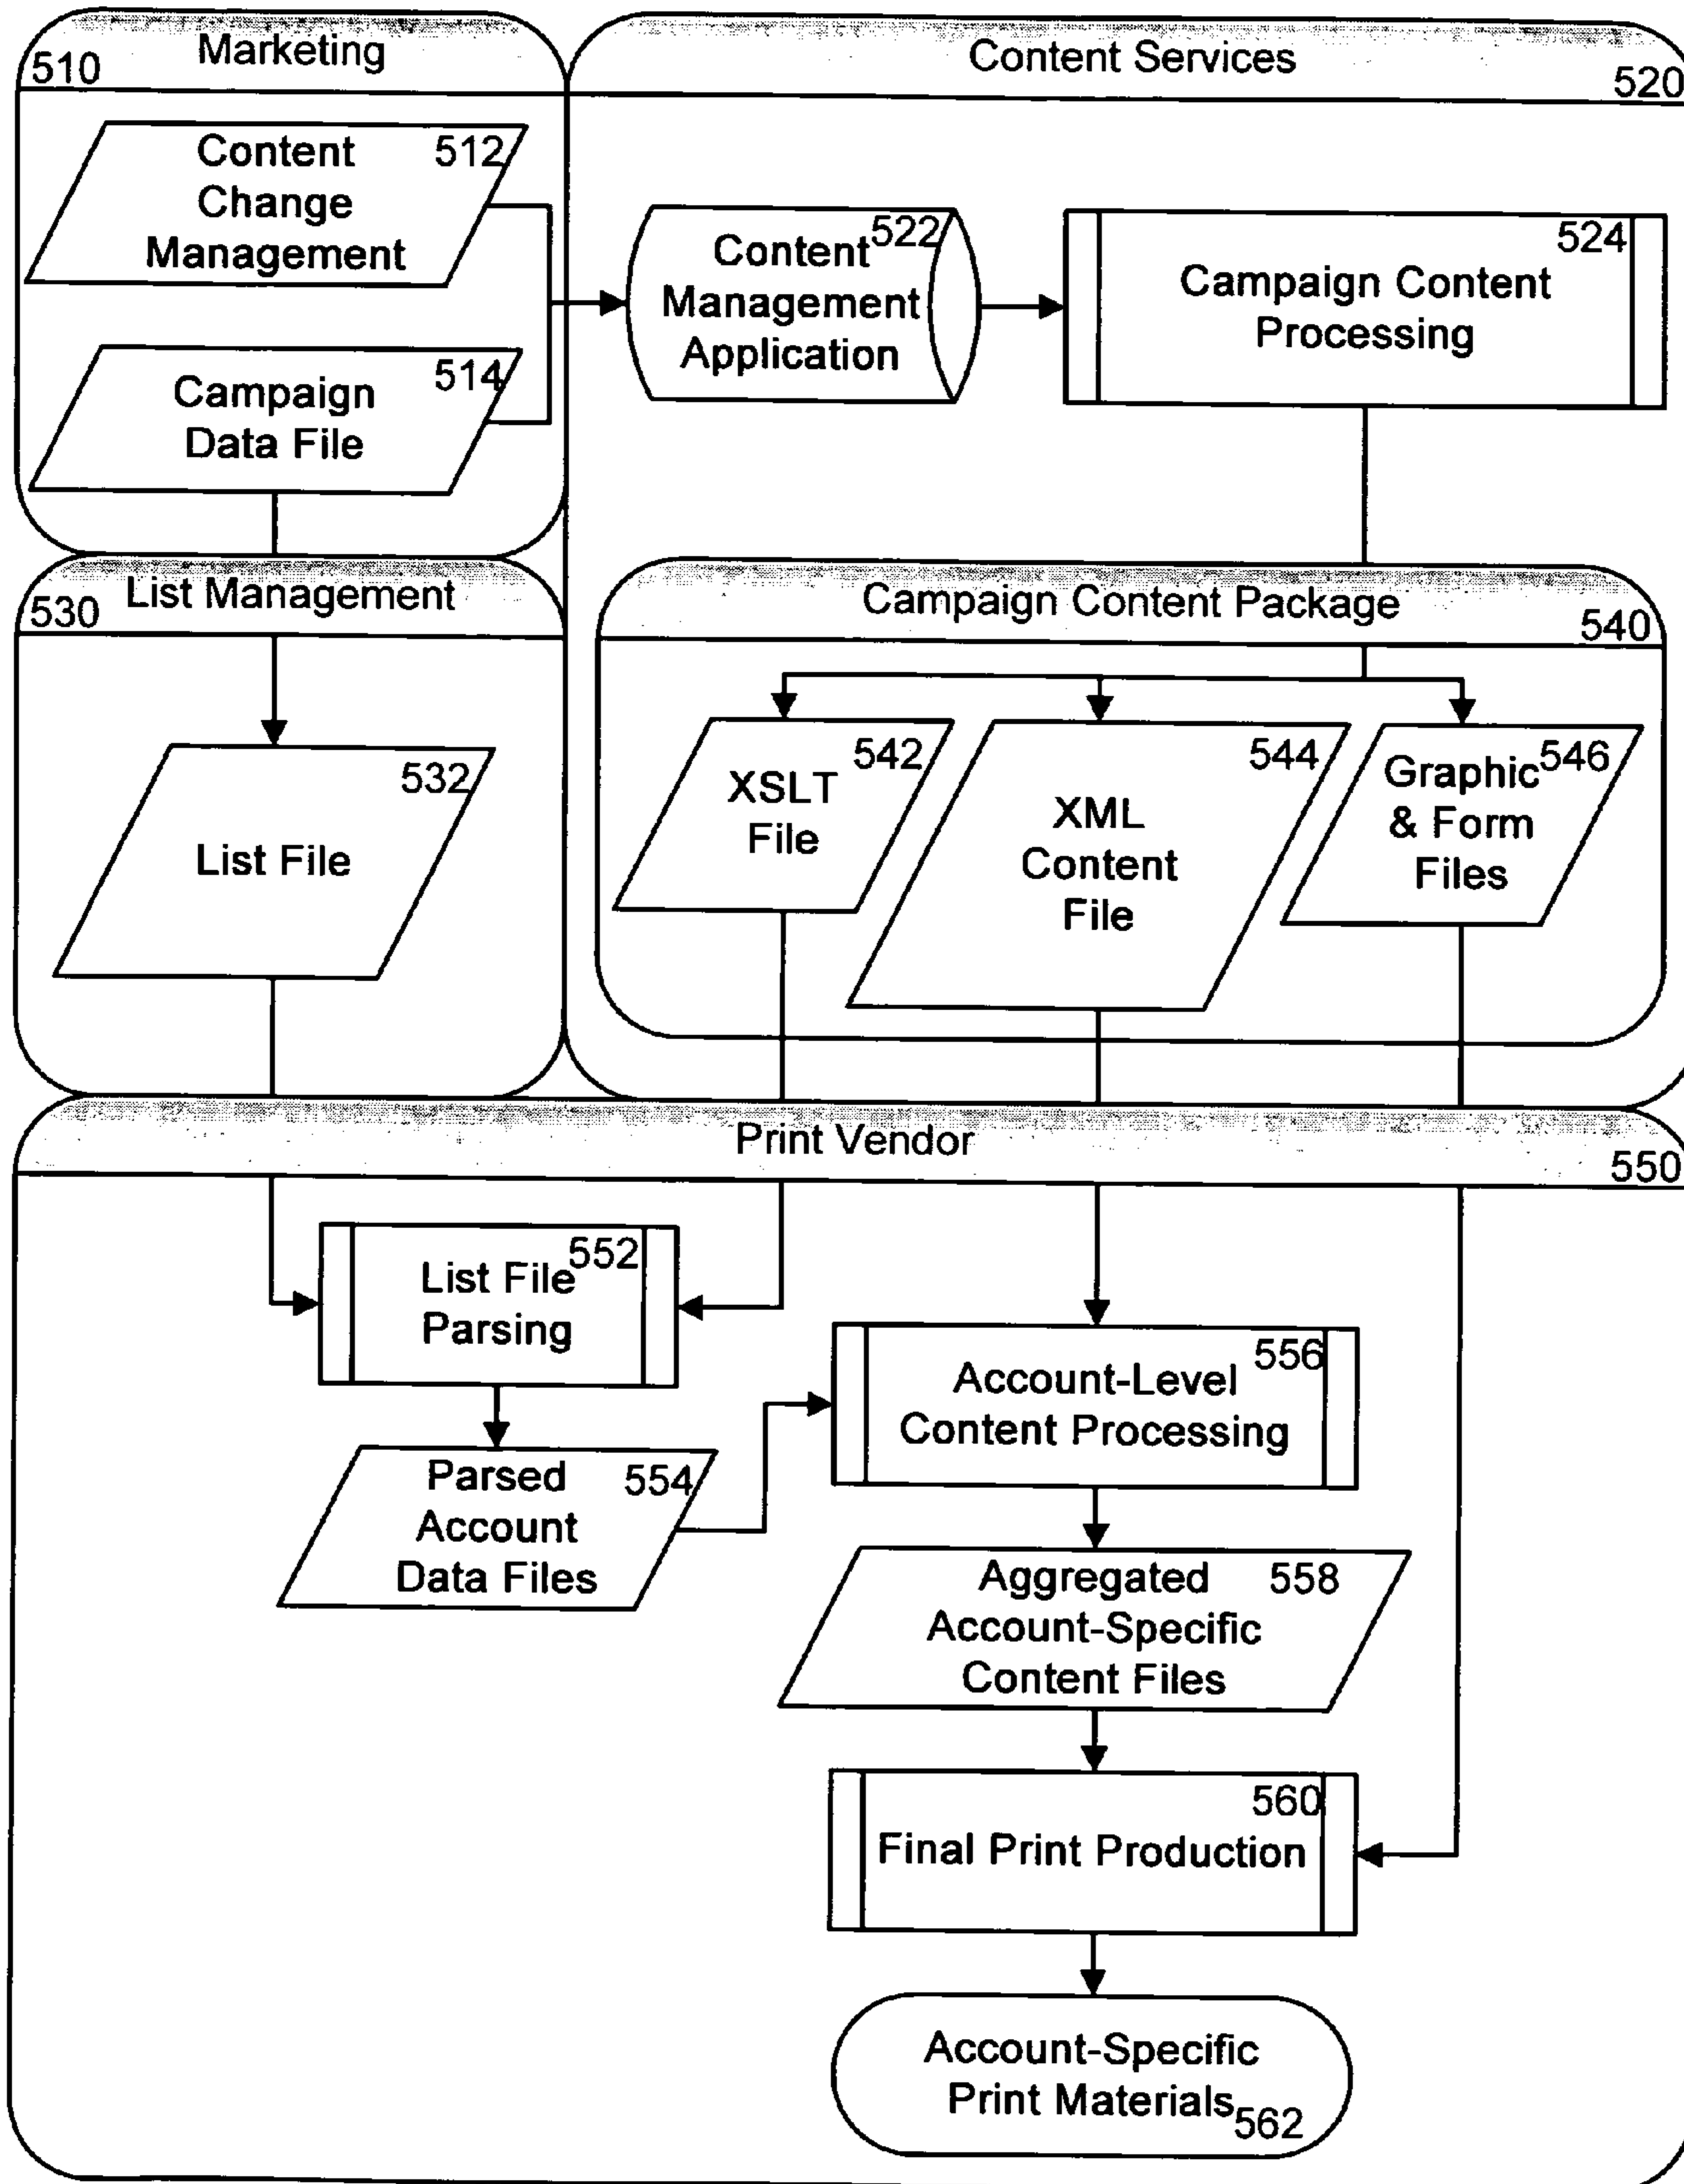 Marketing
510
Content Services
520
Content 512
Change
Management
Content 522
Management
Application
524
Campaign Content
Processing
Campaign 514
Data File
List Management
530
Campaign Content Package
540
532
List File
542
XSLT
File
544
XML
Content
File
Graphic 546
& Form
Files
Print Vendor
550
552
List File
Parsing
556
Account-Level
Content Processing
Parsed 554
Account
Data Files
Aggregated 558
Account-Specific
Content Files
560
Final Print Production
Account-Specific
Print Materials 562